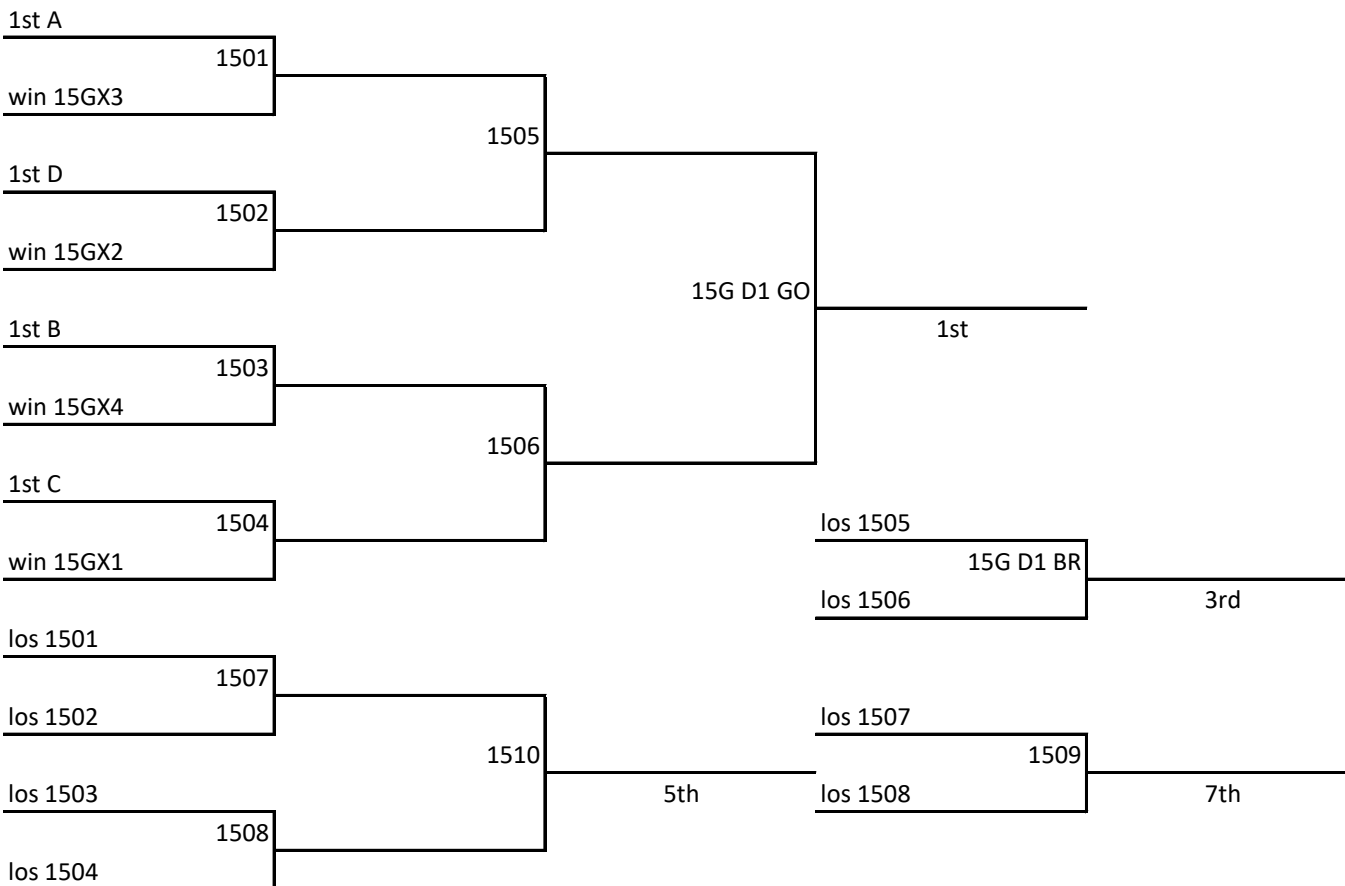 1st A
1501
win 15GX3
1505
1st D
1502
win 15GX2
15G D1 GO
1st
1st B
1503
win 15GX4
1506
1st C
1504
win 15GX1
los 1505
15G D1 BR
los 1506
3rd
los 1501
1507
los 1502
los 1507
1510
1509
5th
los 1503
los 1508
7th
1508
los 1504